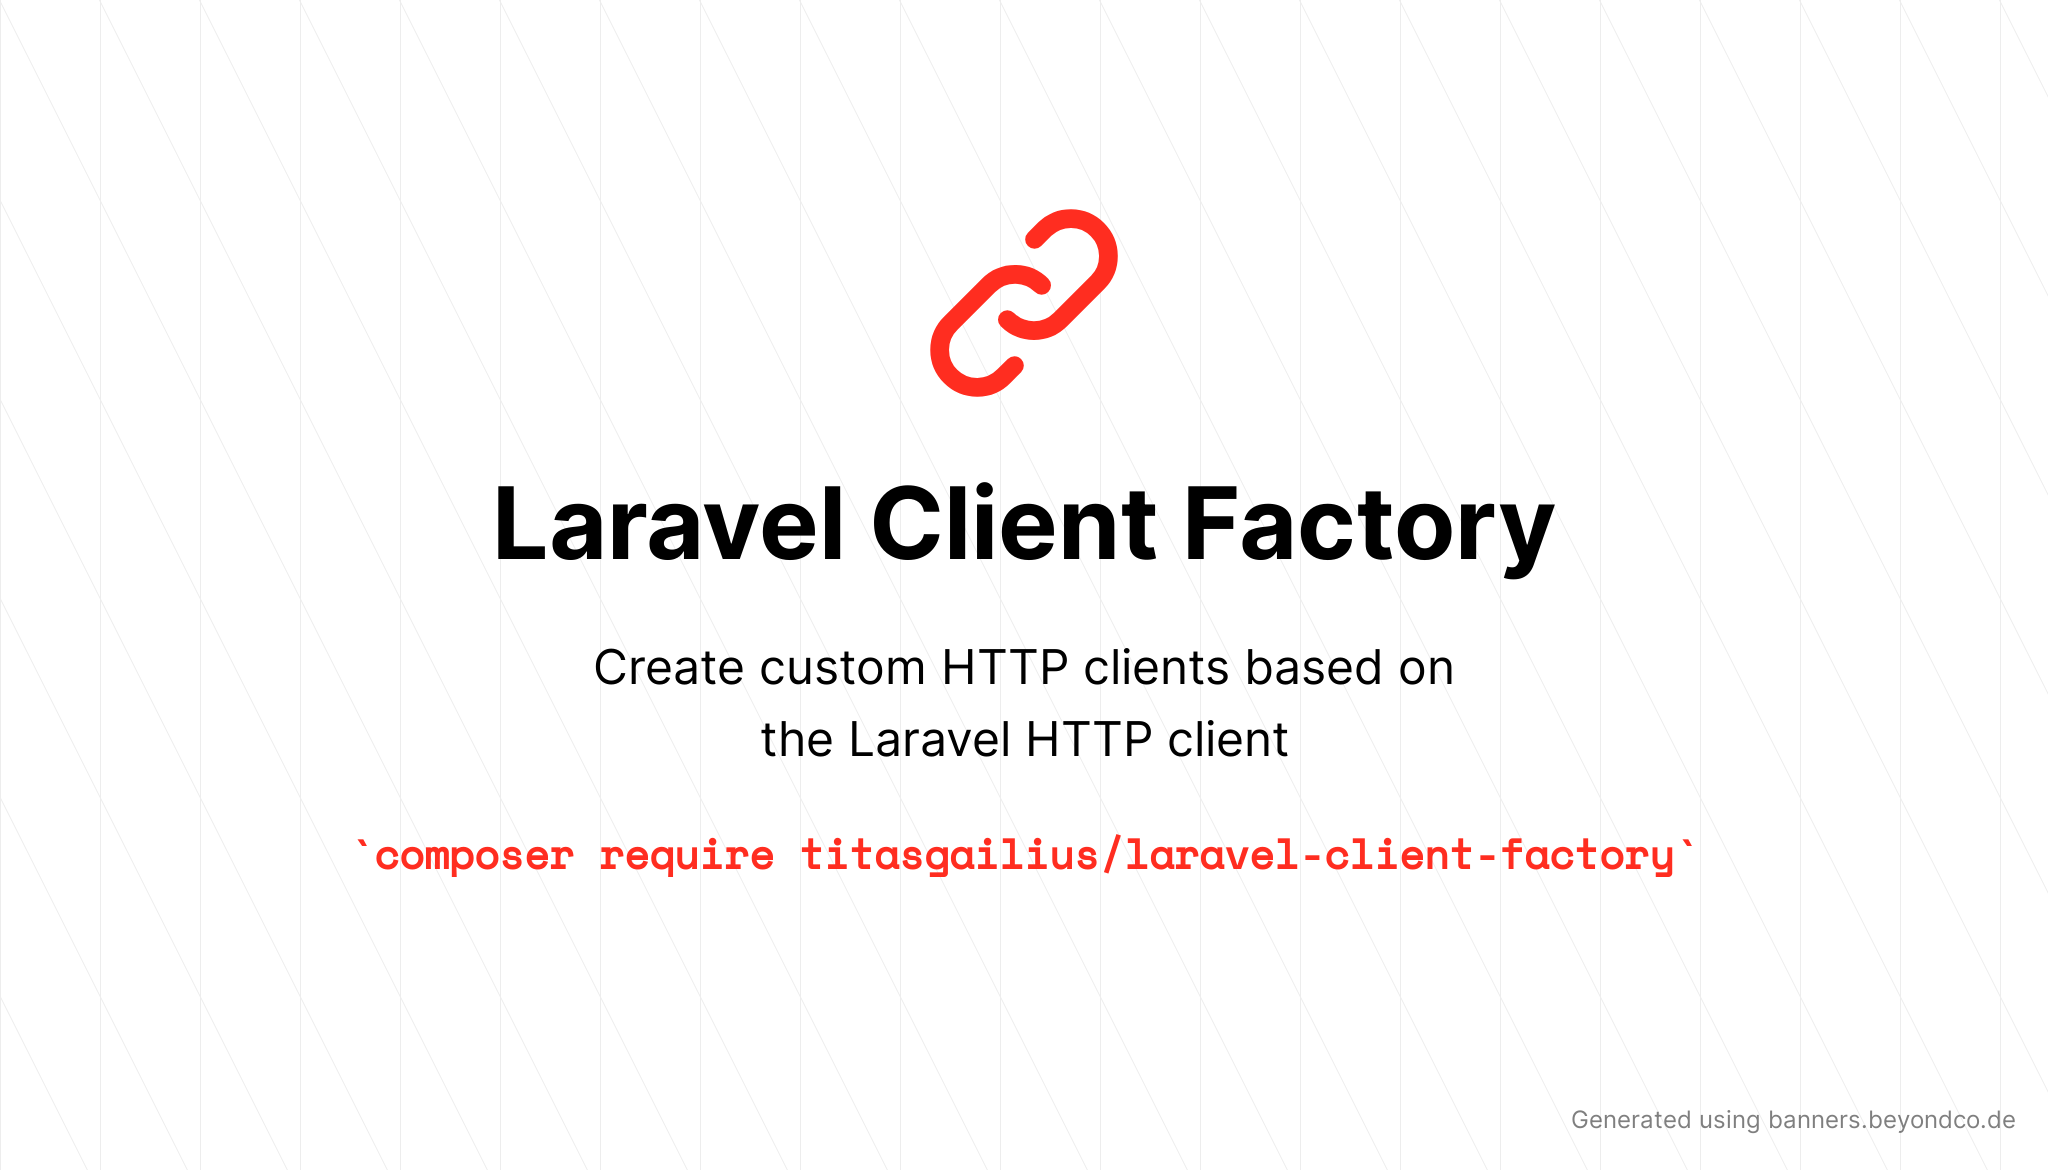 Laravel Client Factory
Create custom HTTP clients based on
the Laravel HTTP client
`composer require titasgailius/laravel-client-factory`
Generated using banners.beyondco.de